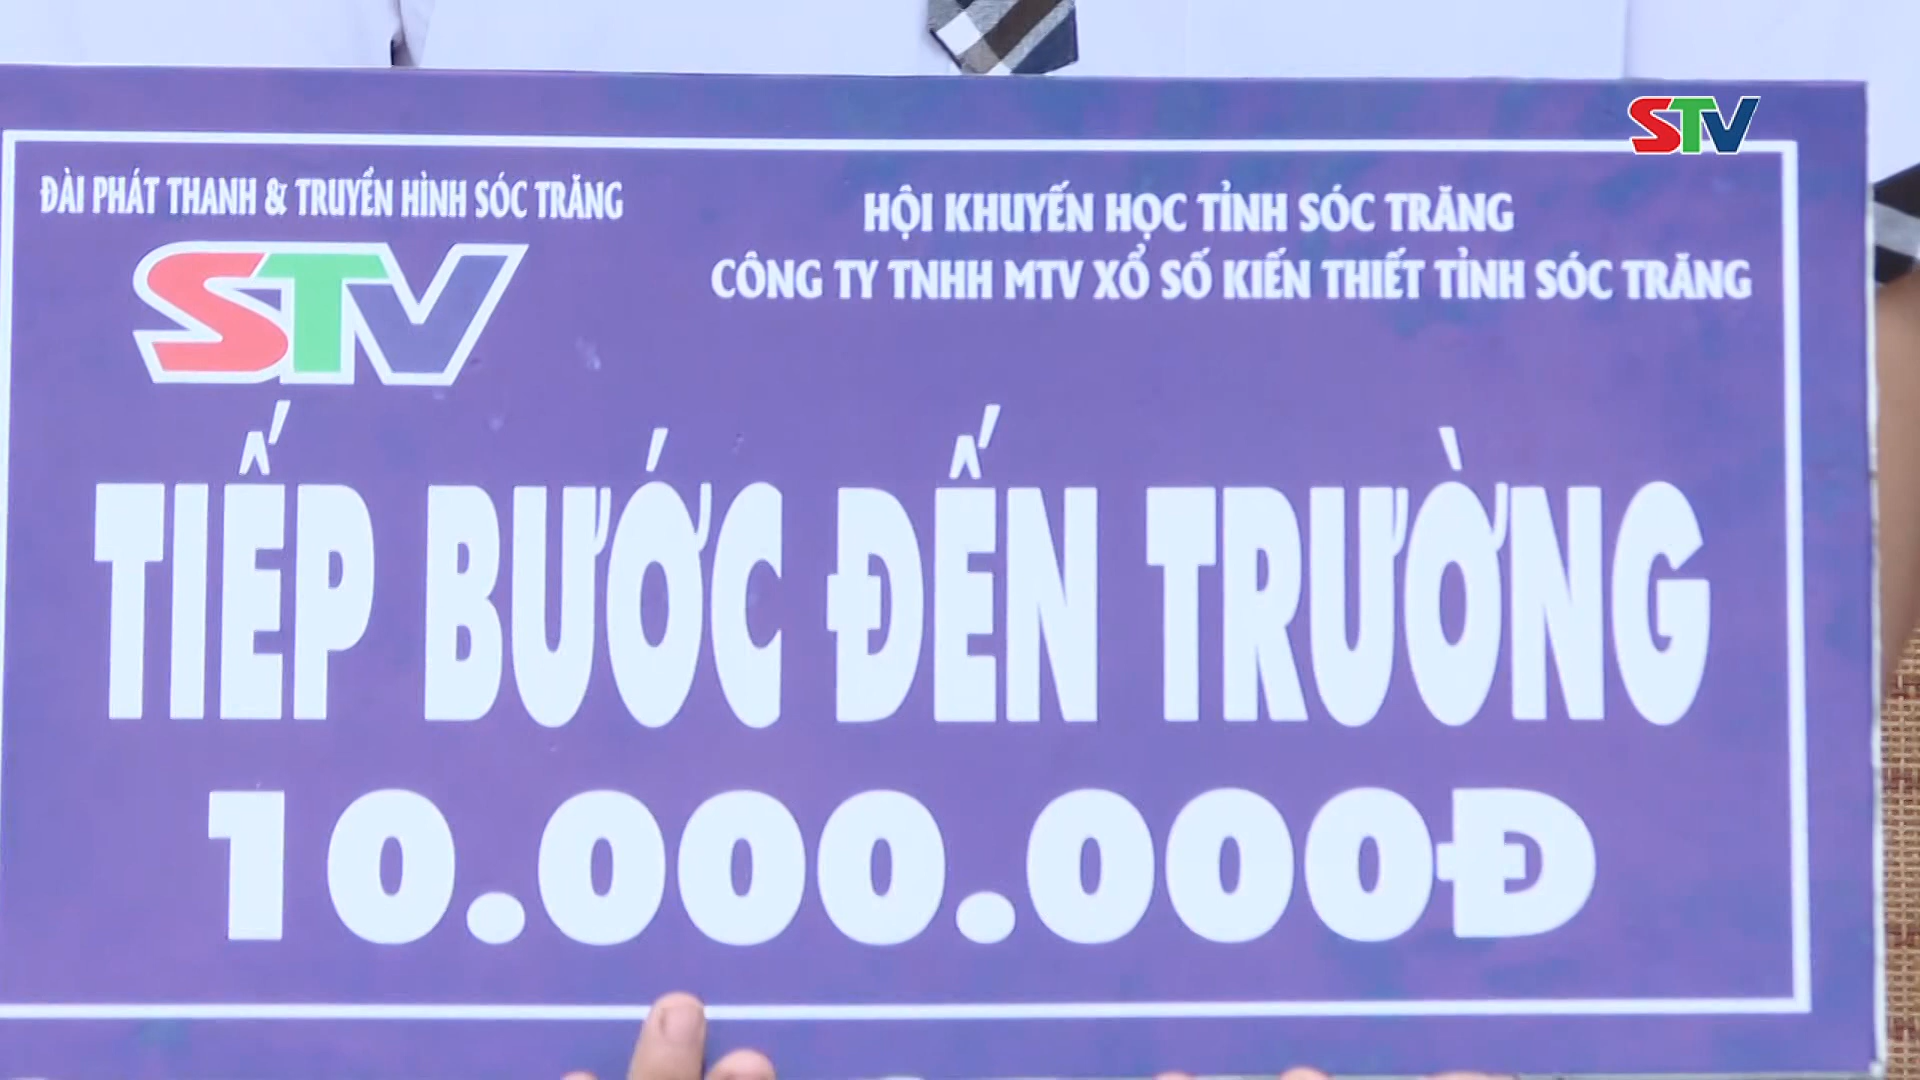 STV
ĐÀI PHÁT THANH & TRUYỀN HÌNH SÓC TRĂNG
STV
HỘI KHUYẾN HỌC TỈNH SÓC TRĂNG
CÔNG TY TNHH MTV XỔ SỐ KIẾN THIẾT TỈNH SÓC TRĂNG
TIẾP BƯỚC ĐẾN TRƯỜNG
10.000.000Đ